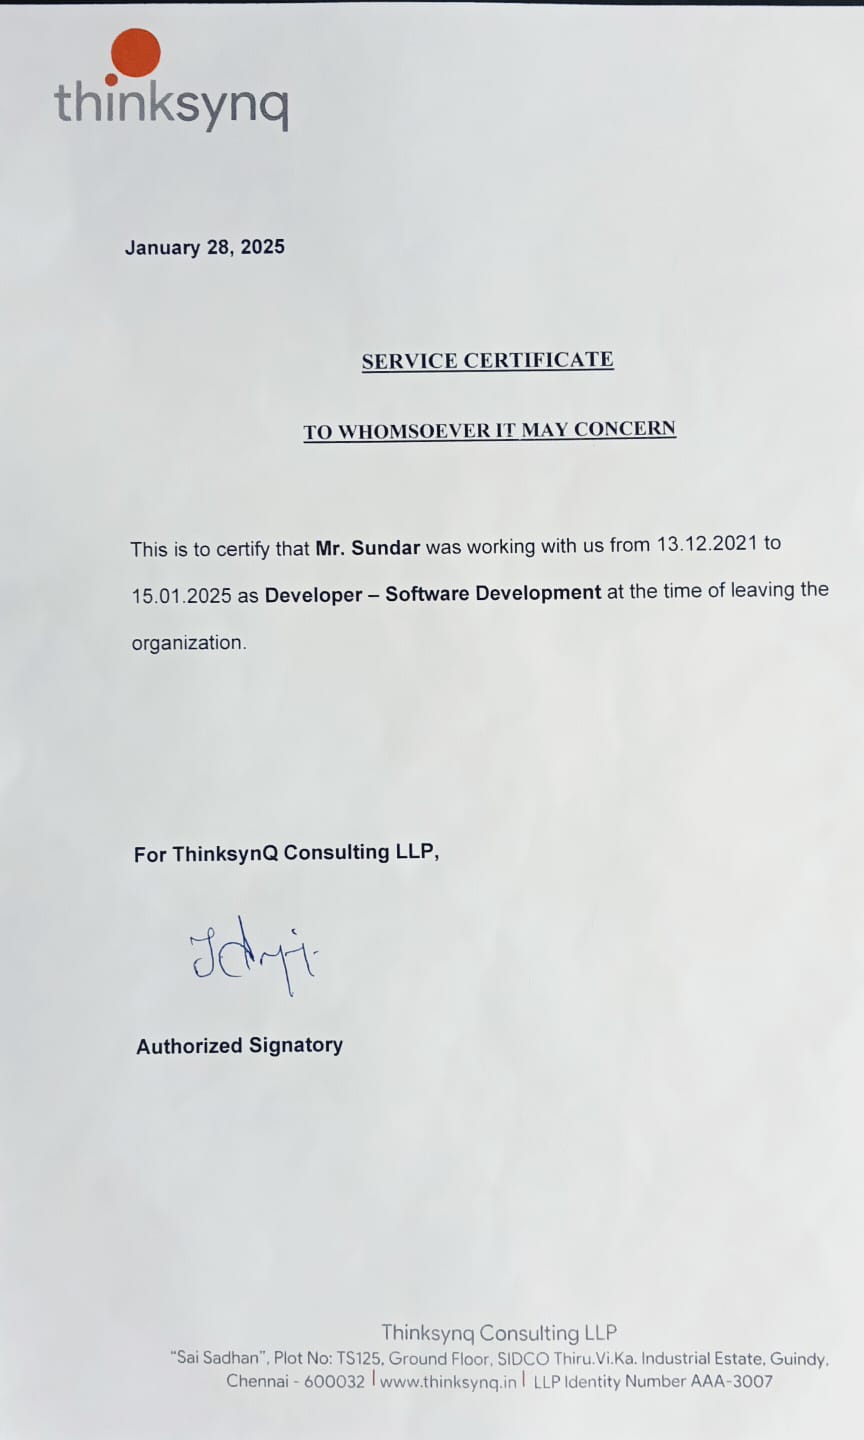 thinksynq
January 28, 2025
SERVICE CERTIFICATE
TO WHOMSOEVER IT MAY CONCERN
This is to certify that Mr. Sundar was working with us from 13.12.2021 to
15.01.2025 as Developer – Software Development at the time of leaving the
organization.
For ThinksynQ Consulting LLP,
Authorized Signatory
Thinksynq Consulting LLP
“Sai Sadhan”, Plot No: TS125, Ground Floor, SIDCO Thiru.Vi.Ka. Industrial Estate, Guindy,
Chennai - 600032 | www.thinksynq.in | LLP Identity Number AAA-3007